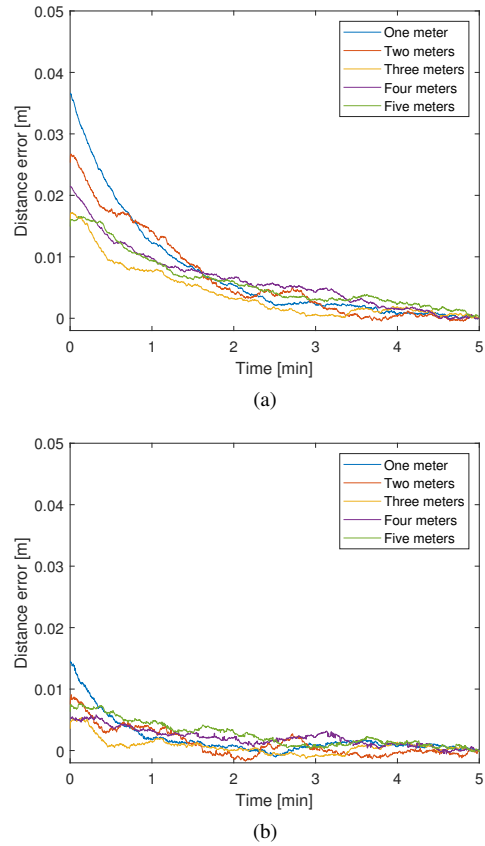 0.05
0.04
0.03
0.02
0.01
0
Distance error [m]
One meter
Two meters
Three meters
Four meters
Five meters
0 1 2 3 4 5
Time [min]
(a)
0.05
0.04
0.03
0.02
0.01
0
Distance error [m]
One meter
Two meters
Three meters
Four meters
Five meters
0 1 2 3 4 5
Time [min]
(b)